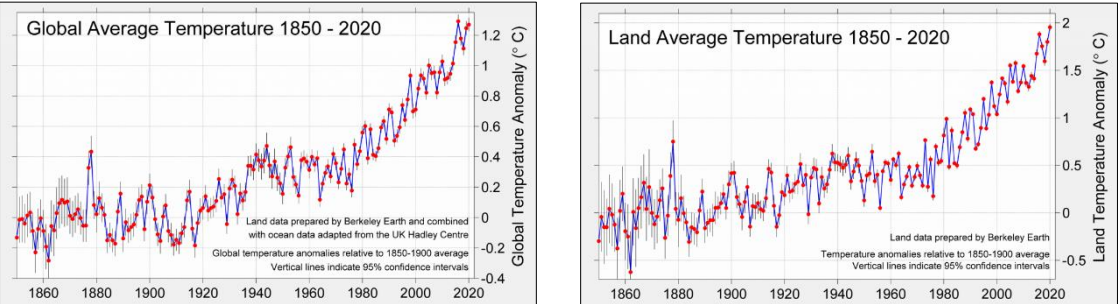 Global Average Temperature 1850 - 2020
1.2
1
0.8
0.6
0.4
0.2
0
-0.2
-0.4
Global Temperature Anomaly (° C)
Land data prepared by Berkeley Earth and combined
with ocean data adapted from the UK Hadley Centre
Global temperature anomalies relative to 1850-1900 average
Vertical lines indicate 95% confidence intervals
1860 1880 1900 1920 1940 1960 1980 2000 2020
Land Average Temperature 1850 - 2020
2
1.5
1
0.5
0
-0.5
Land Temperature Anomaly (° C)
Land data prepared by Berkeley Earth
Temperature anomalies relative to 1850-1900 average
Vertical lines indicate 95% confidence intervals
1860 1880 1900 1920 1940 1960 1980 2000 2020